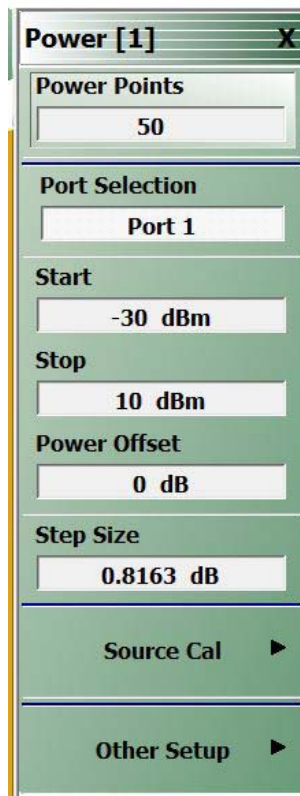 Power [1] X
Power Points
50
Port Selection
Port 1
Start
-30 dBm
Stop
10 dBm
Power Offset
0 dB
Step Size
0.8163 dB
Source Cal
Other Setup